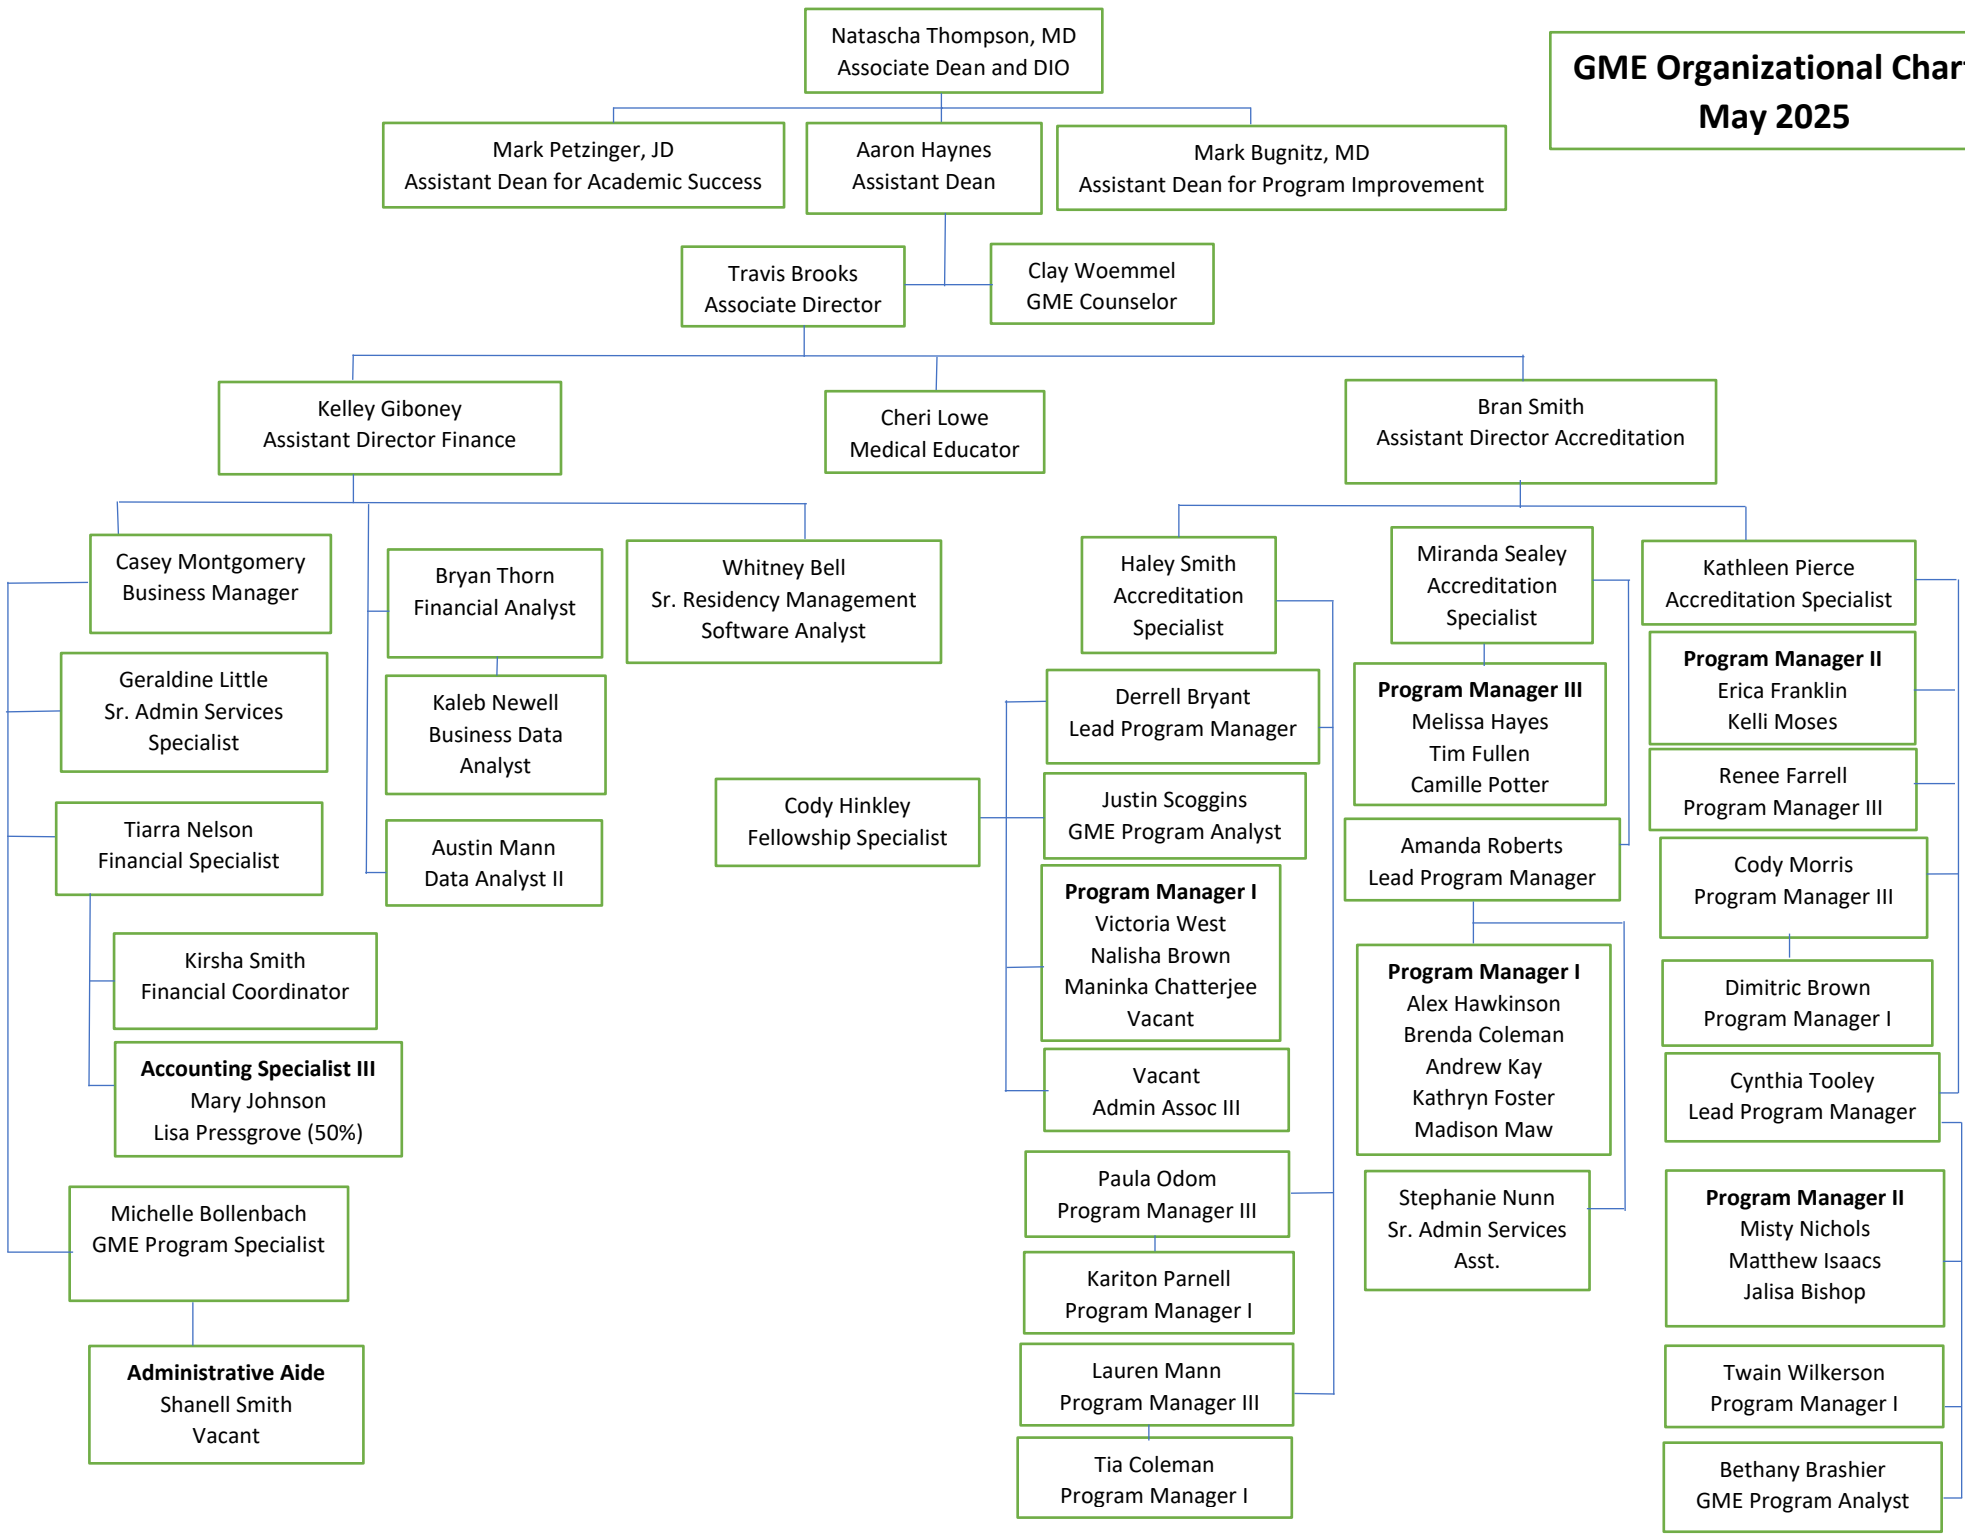 Natascha Thompson, MD
Associate Dean and DIO
GME Organizational Chart
May 2025
Mark Petzinger, JD
Assistant Dean for Academic Success
Aaron Haynes
Assistant Dean
Mark Bugnitz, MD
Assistant Dean for Program Improvement
Travis Brooks
Associate Director
Clay Woemmel
GME Counselor
Kelley Giboney
Assistant Director Finance
Cheri Lowe
Medical Educator
Bran Smith
Assistant Director Accreditation
Casey Montgomery
Business Manager
Bryan Thorn
Financial Analyst
Whitney Bell
Sr. Residency Management
Software Analyst
Geraldine Little
Sr. Admin Services
Specialist
Kaleb Newell
Business Data
Analyst
Tiarra Nelson
Financial Specialist
Austin Mann
Data Analyst II
Kirsha Smith
Financial Coordinator
Accounting Specialist III
Mary Johnson
Lisa Pressgrove (50%)
Michelle Bollenbach
GME Program Specialist
Administrative Aide
Shanell Smith
Vacant
Haley Smith
Accreditation
Specialist
Derrell Bryant
Lead Program Manager
Cody Hinkley
Fellowship Specialist
Justin Scoggins
GME Program Analyst
Program Manager I
Victoria West
Nalisha Brown
Maninka Chatterjee
Vacant
Vacant
Admin Assoc III
Paula Odom
Program Manager III
Kariton Parnell
Program Manager I
Lauren Mann
Program Manager III
Tia Coleman
Program Manager I
Miranda Sealey
Accreditation
Specialist
Program Manager III
Melissa Hayes
Tim Fullen
Camille Potter
Amanda Roberts
Lead Program Manager
Program Manager I
Alex Hawkinson
Brenda Coleman
Andrew Kay
Kathryn Foster
Madison Maw
Stephanie Nunn
Sr. Admin Services
Asst.
Kathleen Pierce
Accreditation Specialist
Program Manager II
Erica Franklin
Kelli Moses
Renee Farrell
Program Manager III
Cody Morris
Program Manager III
Dimitric Brown
Program Manager I
Cynthia Tooley
Lead Program Manager
Program Manager II
Misty Nichols
Matthew Isaacs
Jalisa Bishop
Twain Wilkerson
Program Manager I
Bethany Brashier
GME Program Analyst